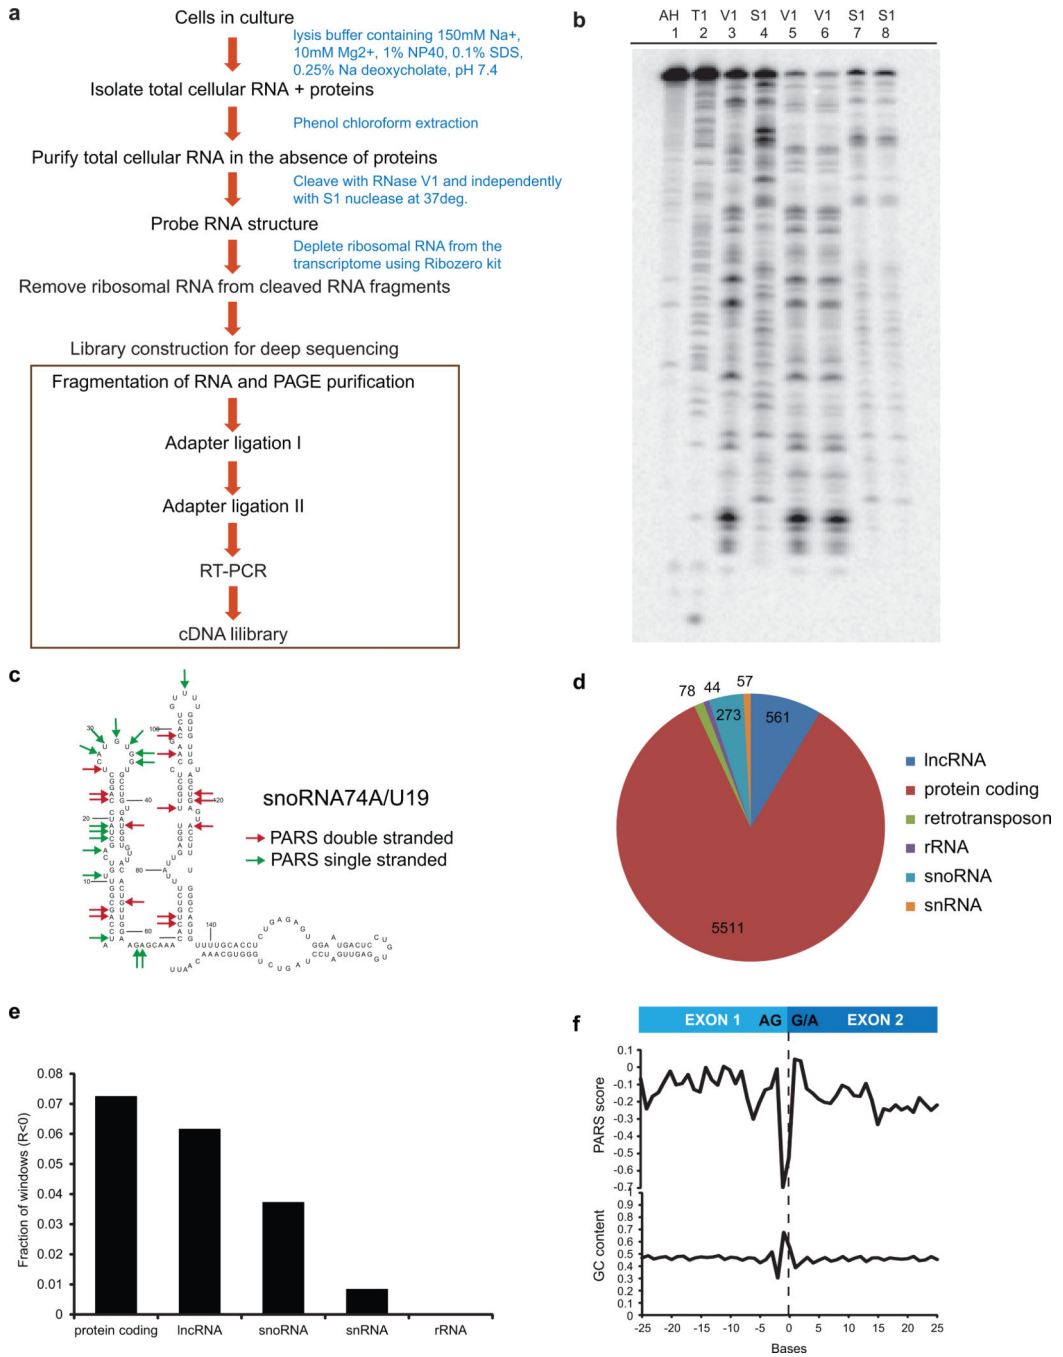 a
Cells in culture
lysis buffer containing 150mM Na+,
10mM Mg2+, 1% NP40, 0.1% SDS,
0.25% Na deoxycholate, pH 7.4
Isolate total cellular RNA + proteins
Phenol chloroform extraction
Purify total cellular RNA in the absence of proteins
Cleave with RNase V1 and independently
with S1 nuclease at 37deg.
Probe RNA structure
Deplete ribosomal RNA from the
transcriptome using Ribozero kit
Remove ribosomal RNA from cleaved RNA fragments
Library construction for deep sequencing
Fragmentation of RNA and PAGE purification
Adapter ligation I
Adapter ligation II
RT-PCR
cDNA lilibrary
b
AH T1 V1 S1 V1 V1 S1 S1
1 2 3 4 5 6 7 8
c
30
100
40
120
20
80
10
60
140
snoRNA74A/U19
PARS double stranded
PARS single stranded
d
78
44
57
273
561
5511
lncRNA
protein coding
retrotransposon
rRNA
snoRNA
snRNA
e
Fraction of windows (R<0)
0.08
0.07
0.06
0.05
0.04
0.03
0.02
0.01
0
protein coding lncRNA snoRNA snRNA rRNA
f
EXON 1 AG G/A EXON 2
PARS score
0.1
0
-0.1
-0.2
-0.3
-0.4
-0.5
-0.6
-0.7
GC content
1
0.9
0.8
0.7
0.6
0.5
0.4
0.3
0.2
0.1
0
-25 -20 -15 -10 -5 0 5 10 15 20 25
Bases